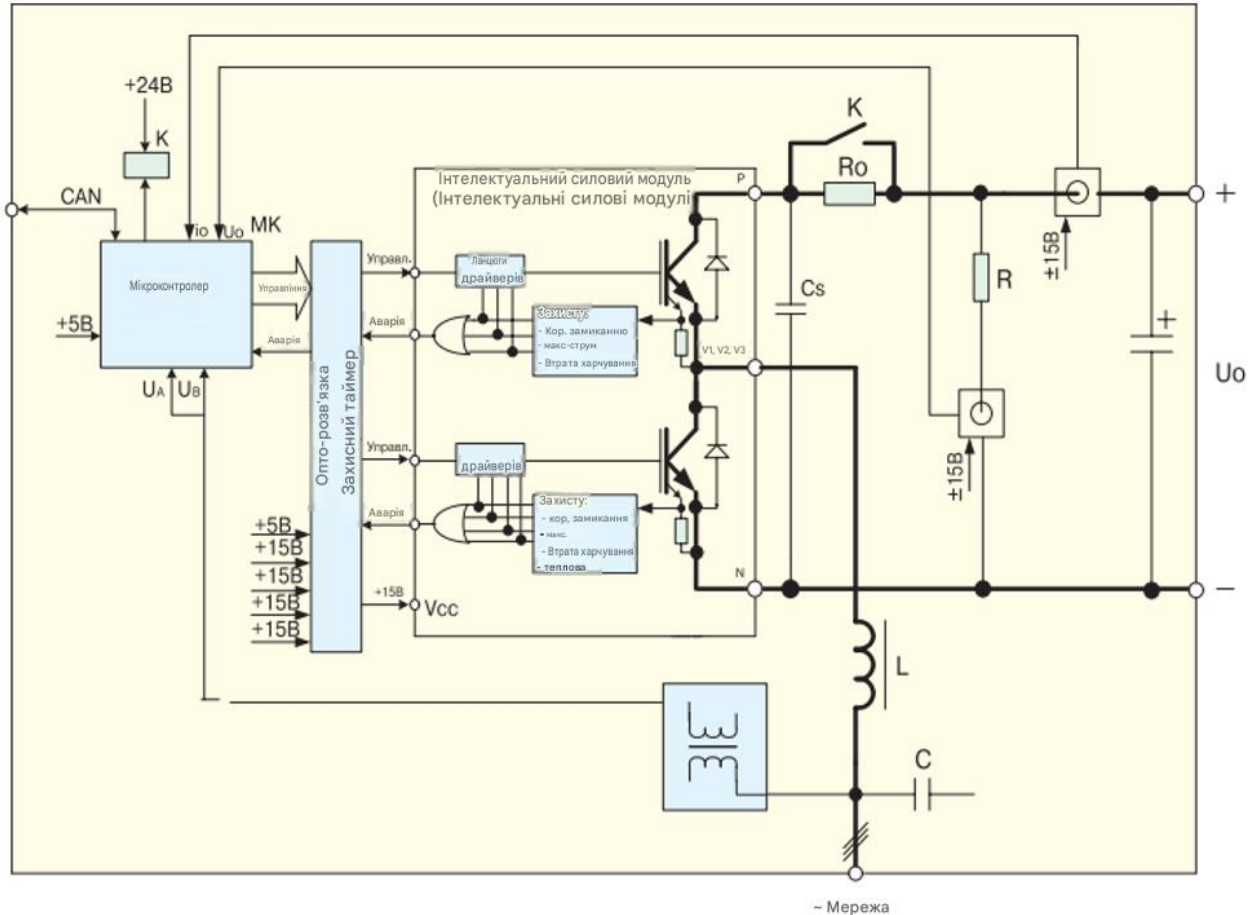 +24В
K
CAN
io
Uo
МК
Мікроконтролер
Управління
Аварія
+5В
UA
UB
Опто-розв'язка
Захисний таймер
+5В
+15В
+15В
+15В
+15В
Інтелектуальний силовий модуль
(Інтелектуальні силові модулі
Управл.
Ланцюги
драйверів
Аварія
Захисту:
- Кор. замиканню
макс-струм
- Втрата харчування
V1, V2, V3
Управл.
драйверів
Аварія
Захисту:
- кор, замикання
- макс.
- Втрата харчування
- теплова
+15В
Vcc
P
N
K
Ro
Cs
R
±15В
±15В
+
+
Uo
−
L
C
~ Мережа